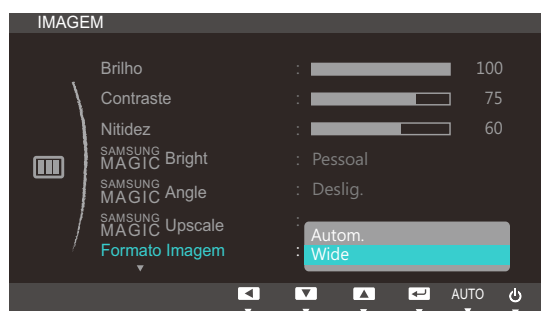 IMAGEM
Brilho : 100
Contraste : 75
Nitidez : 60
SAMSUNG MAGIC Bright : Pessoal
SAMSUNG MAGIC Angle : Deslig.
SAMSUNG MAGIC Upscale :
Autom.
Formato Imagem : Wide
AUTO